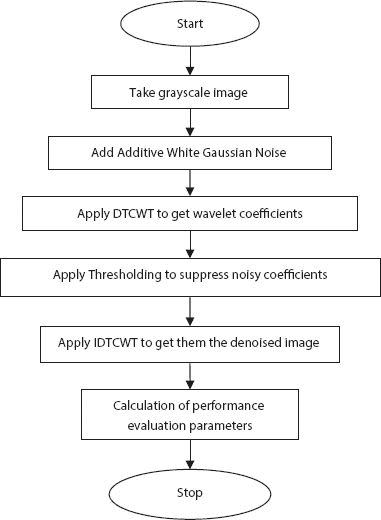 Start
Take grayscale image
Add Additive White Gaussian Noise
Apply DTCWT to get wavelet coefficients
Apply Thresholding to suppress noisy coefficients
Apply IDTCWT to get them the denoised image
Calculation of performance
evaluation parameters
Stop